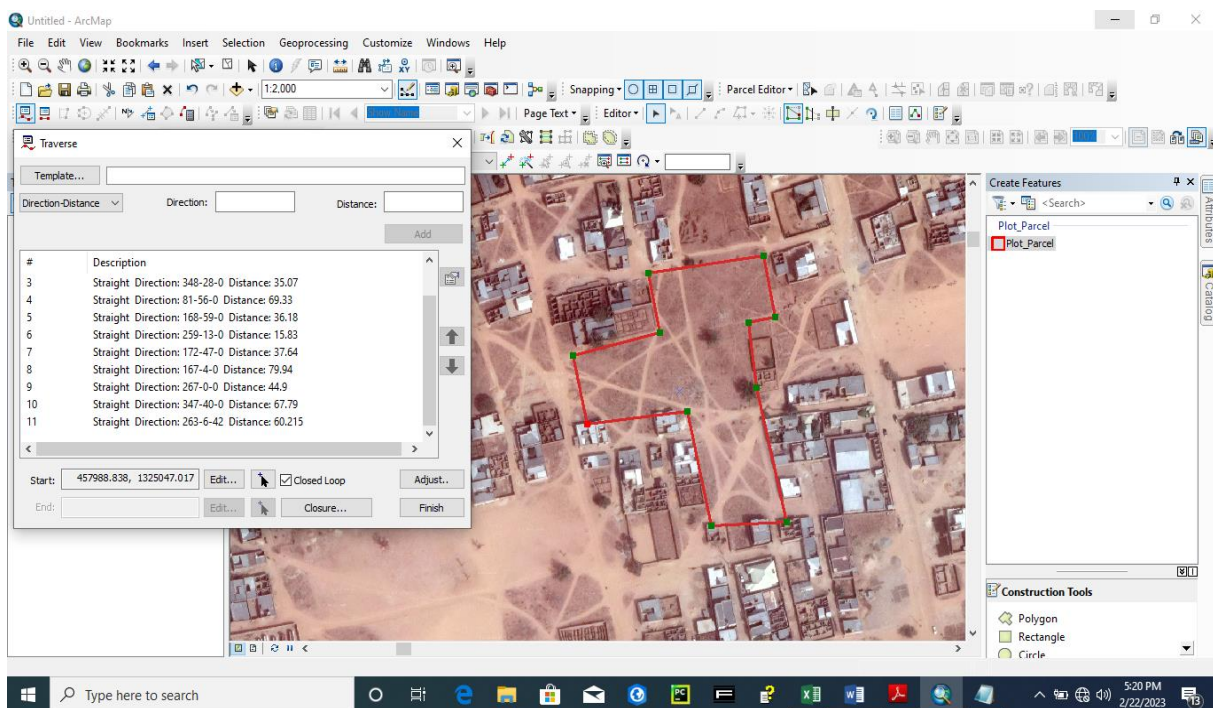 Untitled - ArcMap
File Edit View Bookmarks Insert Selection Geoprocessing Customize Windows Help
1:2,000
Snapping
Parcel Editor
Page Text
Editor
Traverse
Template...
Direction-Distance
Direction:
Distance:
Add
# Description
3 Straight Direction: 348-28-0 Distance: 35.07
4 Straight Direction: 81-56-0 Distance: 69.33
5 Straight Direction: 168-59-0 Distance: 36.18
6 Straight Direction: 259-13-0 Distance: 15.83
7 Straight Direction: 172-47-0 Distance: 37.64
8 Straight Direction: 167-4-0 Distance: 79.94
9 Straight Direction: 267-0-0 Distance: 44.9
10 Straight Direction: 347-40-0 Distance: 67.79
11 Straight Direction: 263-6-42 Distance: 60.215
Start: 457988.838, 1325047.017 Edit... Closed Loop Adjust..
End: Edit... Closure... Finish
Create Features
<Search>
Plot_Parcel
Plot_Parcel
Attributes
Catalog
Construction Tools
Polygon
Rectangle
Circle
Type here to search
5:20 PM
2/22/2023